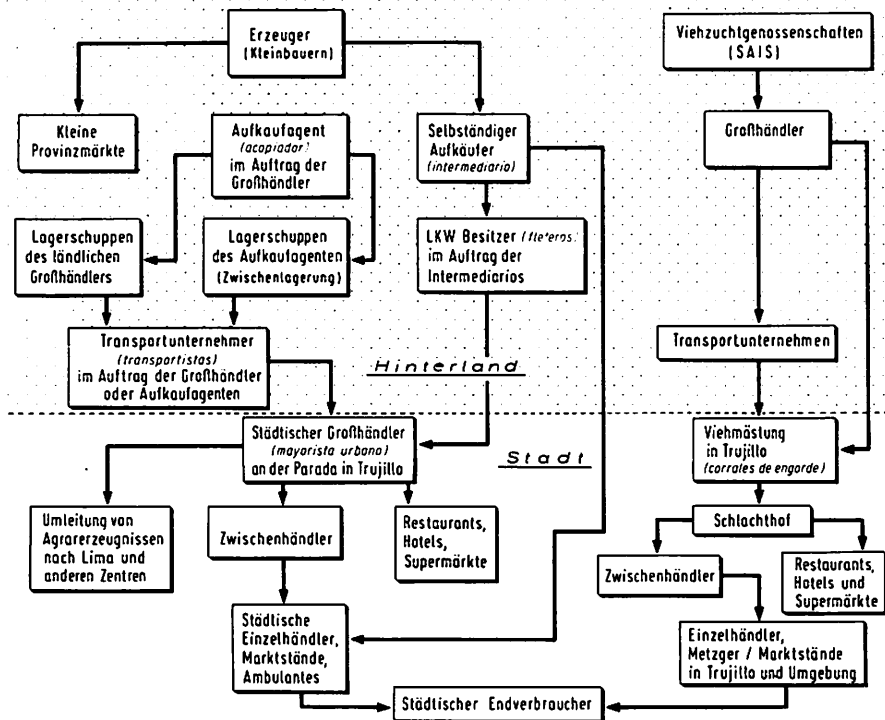 Erzeuger
(Kleinbauern)
Viehzuchtgenossenschaften
(SAIS)
Kleine
Provinzmärkte
Aufkaufagent
(acopiador)
im Auftrag der
Großhändler
Selbständiger
Aufkäufer
(intermediario)
Großhändler
Lagerschuppen
des ländlichen
Großhändlers
Lagerschuppen
des Aufkaufagenten
(Zwischenlagerung)
LKW Besitzer (fleteros)
im Auftrag der
Intermediarios
Transportunternehmer
(transportistas)
im Auftrag der Großhändler
oder Aufkaufagenten
Hinterland
Transportunternehmen
Städtischer Großhändler
(mayorista urbano)
an der Parada in Trujillo
Stadt
Viehmästung
in Trujillo
(corrales de engorde)
Umleitung von
Agrarerzeugnissen
nach Lima und
anderen Zentren
Zwischenhändler
Restaurants,
Hotels,
Supermärkte
Schlachthof
Zwischenhändler
Restaurants,
Hotels und
Supermärkte
Städtische
Einzelhändler,
Marktstände,
Ambulantes
Einzelhändler,
Metzger / Marktstände
in Trujillo und Umgebung
Städtischer Endverbraucher